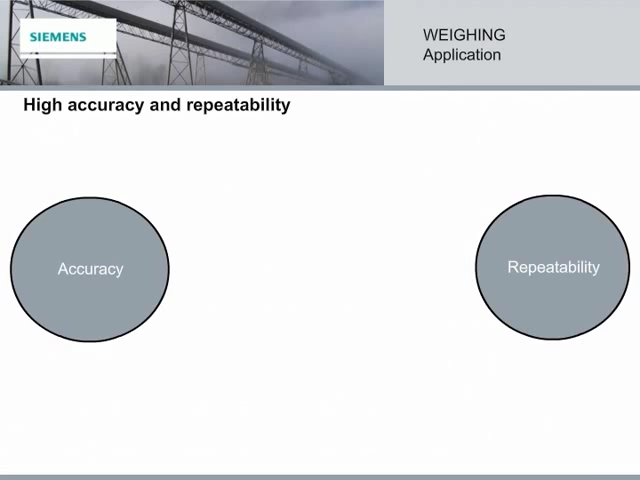 SIEMENS
WEIGHING
Application
High accuracy and repeatability
Accuracy
Repeatability